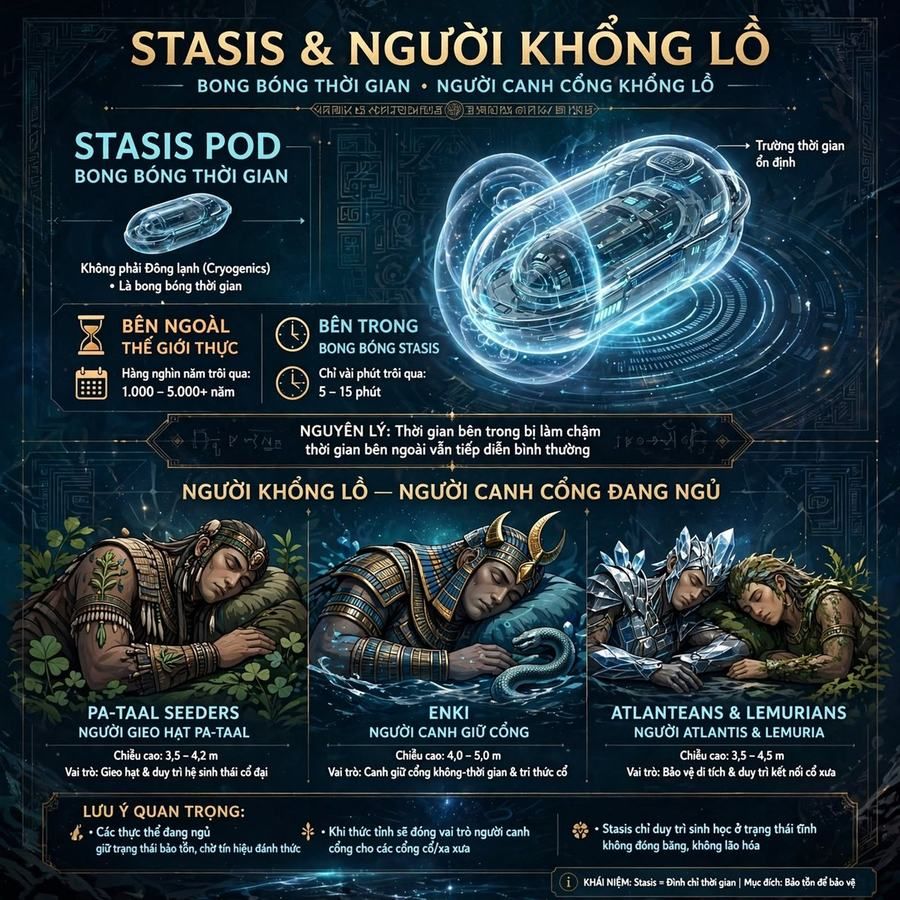 STASIS & NGƯỜI KHỔNG LỒ
BONG BÓNG THỜI GIAN • NGƯỜI CANH CỔNG KHỔNG LỒ
STASIS POD
BONG BÓNG THỜI GIAN
Không phải Đông lạnh (Cryogenics)
• Là bong bóng thời gian
Trường thời gian
ổn định
BÊN NGOÀI
THẾ GIỚI THỰC
Hàng nghìn năm trôi qua:
1.000 – 5.000+ năm
BÊN TRONG
BONG BÓNG STASIS
Chỉ vài phút trôi qua:
5 – 15 phút
NGUYÊN LÝ: Thời gian bên trong bị làm chậm
thời gian bên ngoài vẫn tiếp diễn bình thường
NGƯỜI KHỔNG LỒ — NGƯỜI CANH CỔNG ĐANG NGỦ
PA-TAAL SEEDERS
NGƯỜI GIEO HẠT PA-TAAL
Chiều cao: 3,5 – 4,2 m
Vai trò: Gieo hạt & duy trì hệ sinh thái cổ đại
ENKI
NGƯỜI CANH GIỮ CỔNG
Chiều cao: 4,0 – 5,0 m
Vai trò: Canh giữ cổng không-thời gian & tri thức cổ
ATLANTEANS & LEMURIANS
NGƯỜI ATLANTIS & LEMURIA
Chiều cao: 3,5 – 4,5 m
Vai trò: Bảo vệ di tích & duy trì kết nối cổ xưa
LƯU Ý QUAN TRỌNG:
• Các thực thể đang ngủ
giữ trạng thái bảo tồn, chờ tín hiệu đánh thức
• Khi thức tỉnh sẽ đóng vai trò người canh
cổng cho các cổng cổ/xa xưa
• Stasis chỉ duy trì sinh học ở trạng thái tĩnh
không đóng băng, không lão hóa
KHÁI NIỆM: Stasis = Đình chỉ thời gian | Mục đích: Bảo tồn để bảo vệ